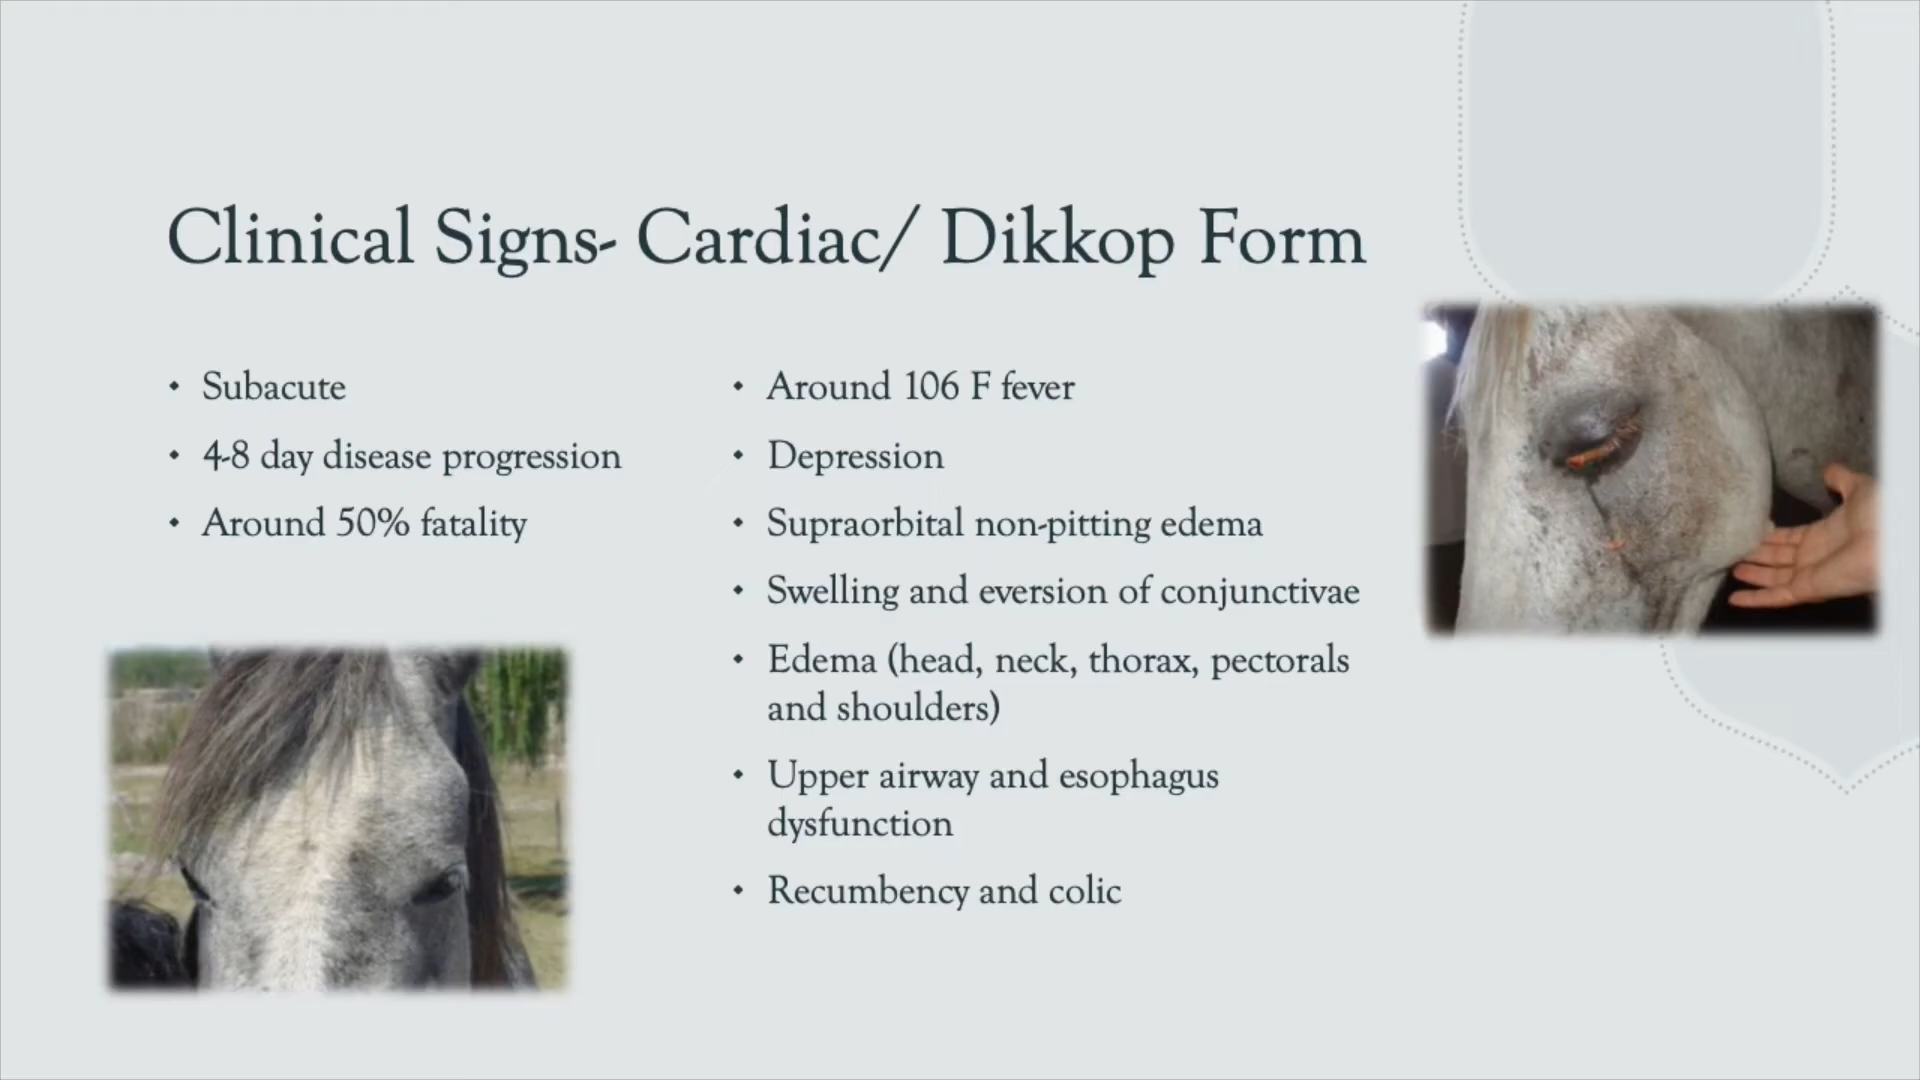 Clinical Signs- Cardiac/ Dikkop Form
• Subacute
• 4-8 day disease progression
• Around 50% fatality
• Around 106 F fever
• Depression
• Supraorbital non-pitting edema
• Swelling and eversion of conjunctivae
• Edema (head, neck, thorax, pectorals
and shoulders)
• Upper airway and esophagus
dysfunction
• Recumbency and colic